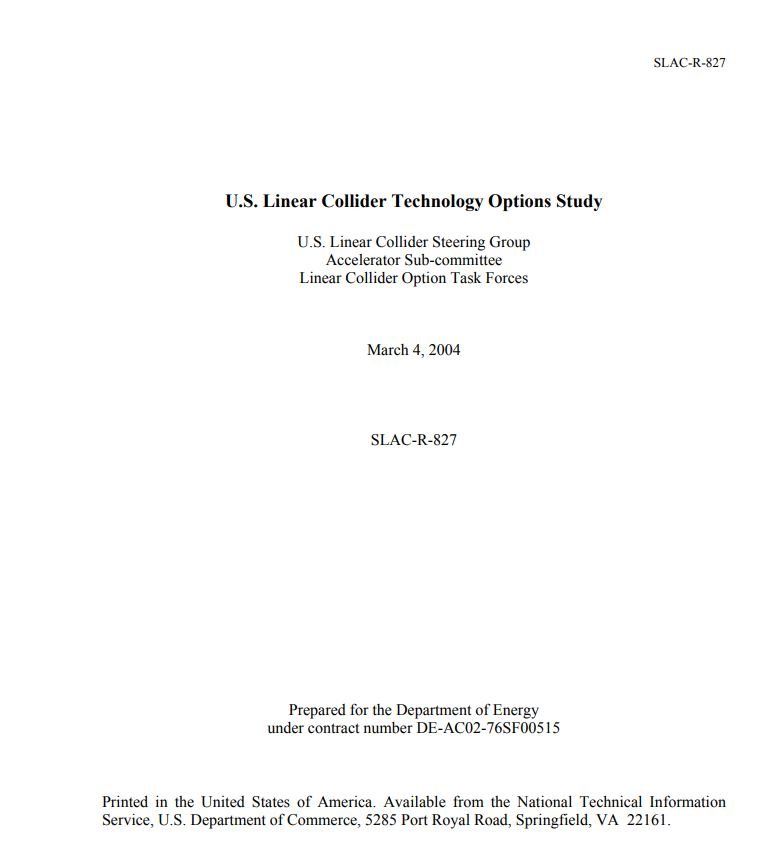 SLAC-R-827
U.S. Linear Collider Technology Options Study
U.S. Linear Collider Steering Group
Accelerator Sub-committee
Linear Collider Option Task Forces
March 4, 2004
SLAC-R-827
Prepared for the Department of Energy
under contract number DE-AC02-76SF00515
Printed in the United States of America. Available from the National Technical Information
Service, U.S. Department of Commerce, 5285 Port Royal Road, Springfield, VA 22161.